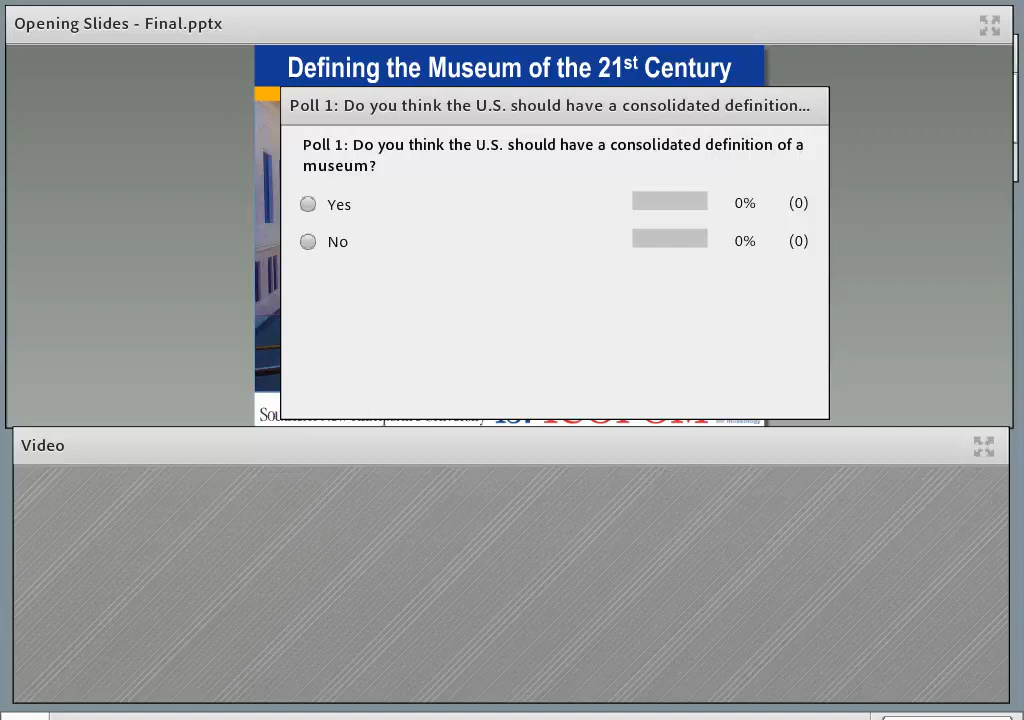 Opening Slides - Final.pptx
Defining the Museum of the 21st Century
Poll 1: Do you think the U.S. should have a consolidated definition...
Poll 1: Do you think the U.S. should have a consolidated definition of a
museum?
Yes 0% (0)
No 0% (0)
Video